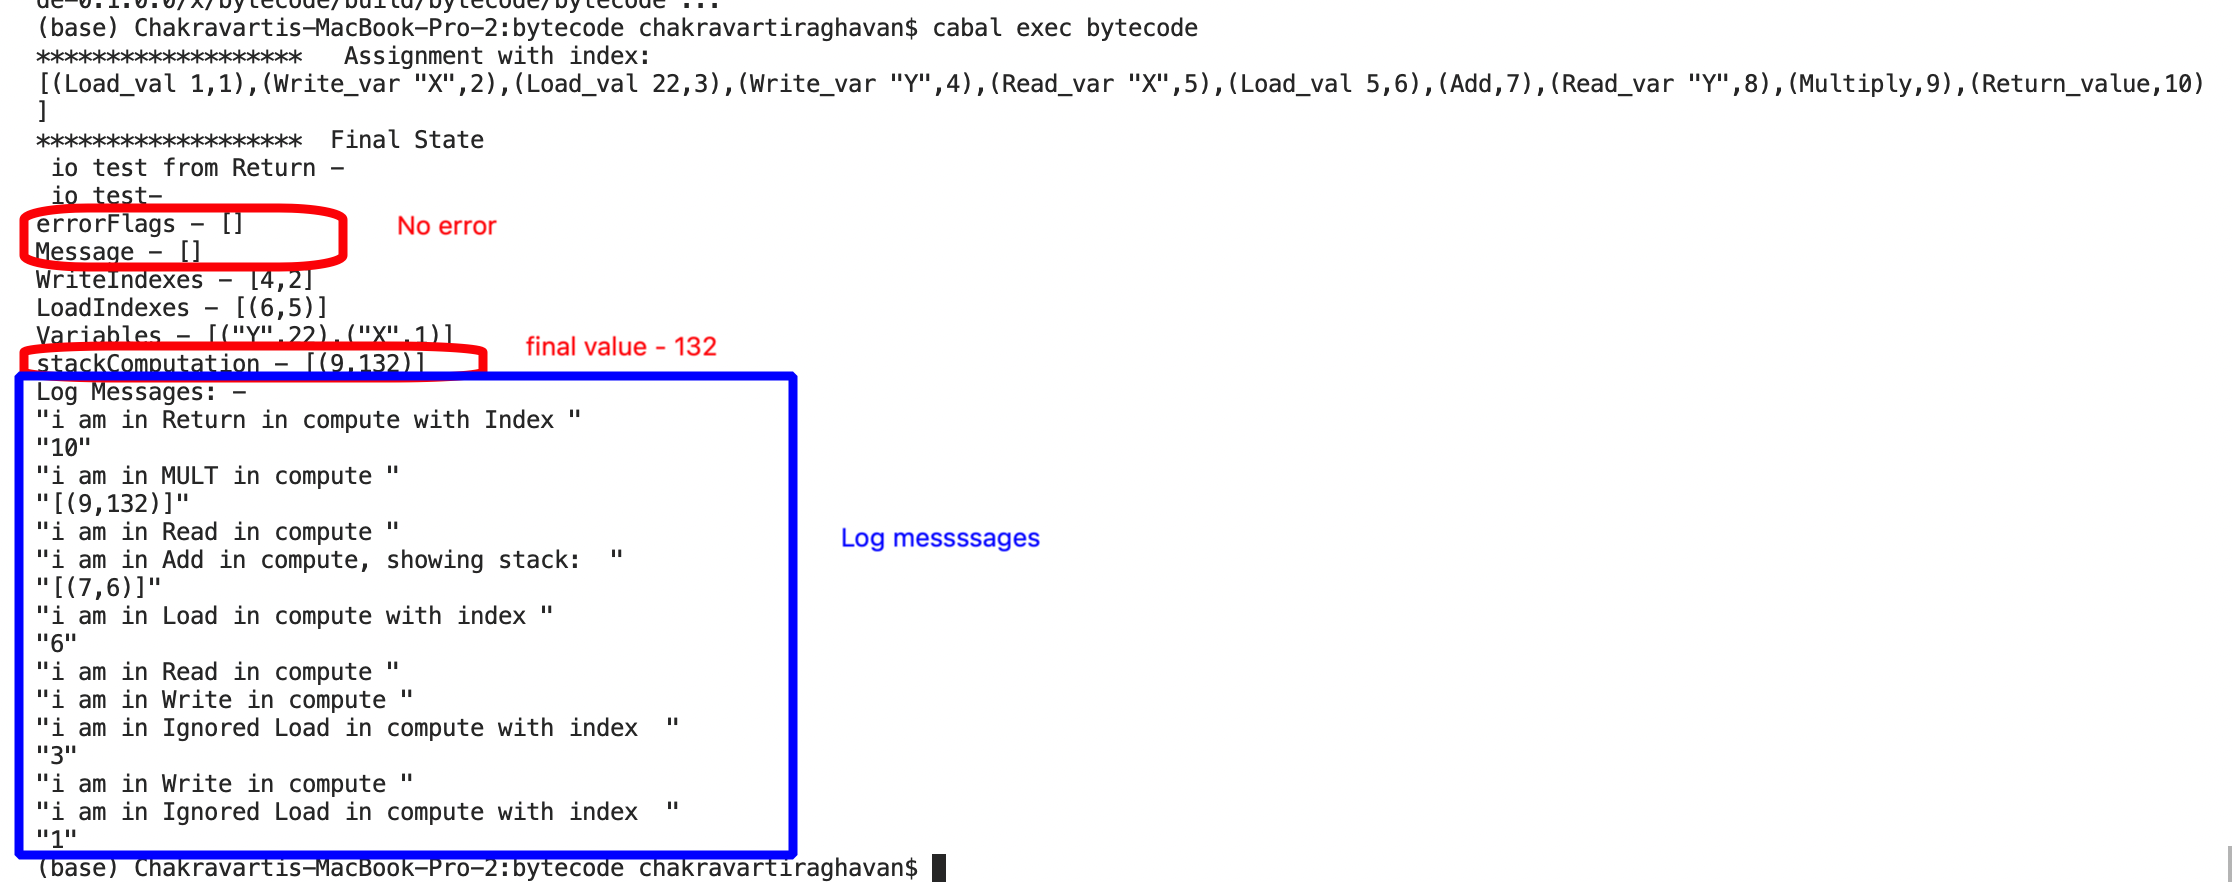 de-0.1.0.0/x/bytecode/build/bytecode/bytecode ...
(base) Chakravartis-MacBook-Pro-2:bytecode chakravartiraghavan$ cabal exec bytecode
*******************   Assignment with index:
[(Load_val 1,1),(Write_var "X",2),(Load_val 22,3),(Write_var "Y",4),(Read_var "X",5),(Load_val 5,6),(Add,7),(Read_var "Y",8),(Multiply,9),(Return_value,10)
]
*******************  Final State
 io test from Return -
 io test-
errorFlags - []
No error
Message - []
WriteIndexes - [4,2]
LoadIndexes - [(6,5)]
Variables - [("Y",22),("X",1)]
final value - 132
stackComputation - [(9,132)]
Log Messages: -
"i am in Return in compute with Index "
"10"
"i am in MULT in compute "
"[(9,132)]"
"i am in Read in compute "
Log messssages
"i am in Add in compute, showing stack:  "
"[(7,6)]"
"i am in Load in compute with index "
"6"
"i am in Read in compute "
"i am in Write in compute "
"i am in Ignored Load in compute with index  "
"3"
"i am in Write in compute "
"i am in Ignored Load in compute with index  "
"1"
(base) Chakravartis-MacBook-Pro-2:bytecode chakravartiraghavan$